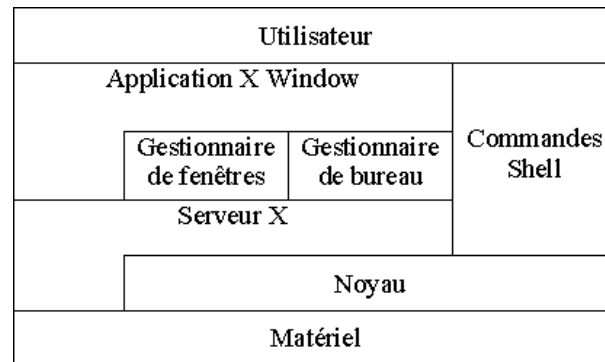 Utilisateur
Application X Window
Gestionnaire
de fenêtres
Gestionnaire
de bureau
Commandes
Shell
Serveur X
Noyau
Matériel